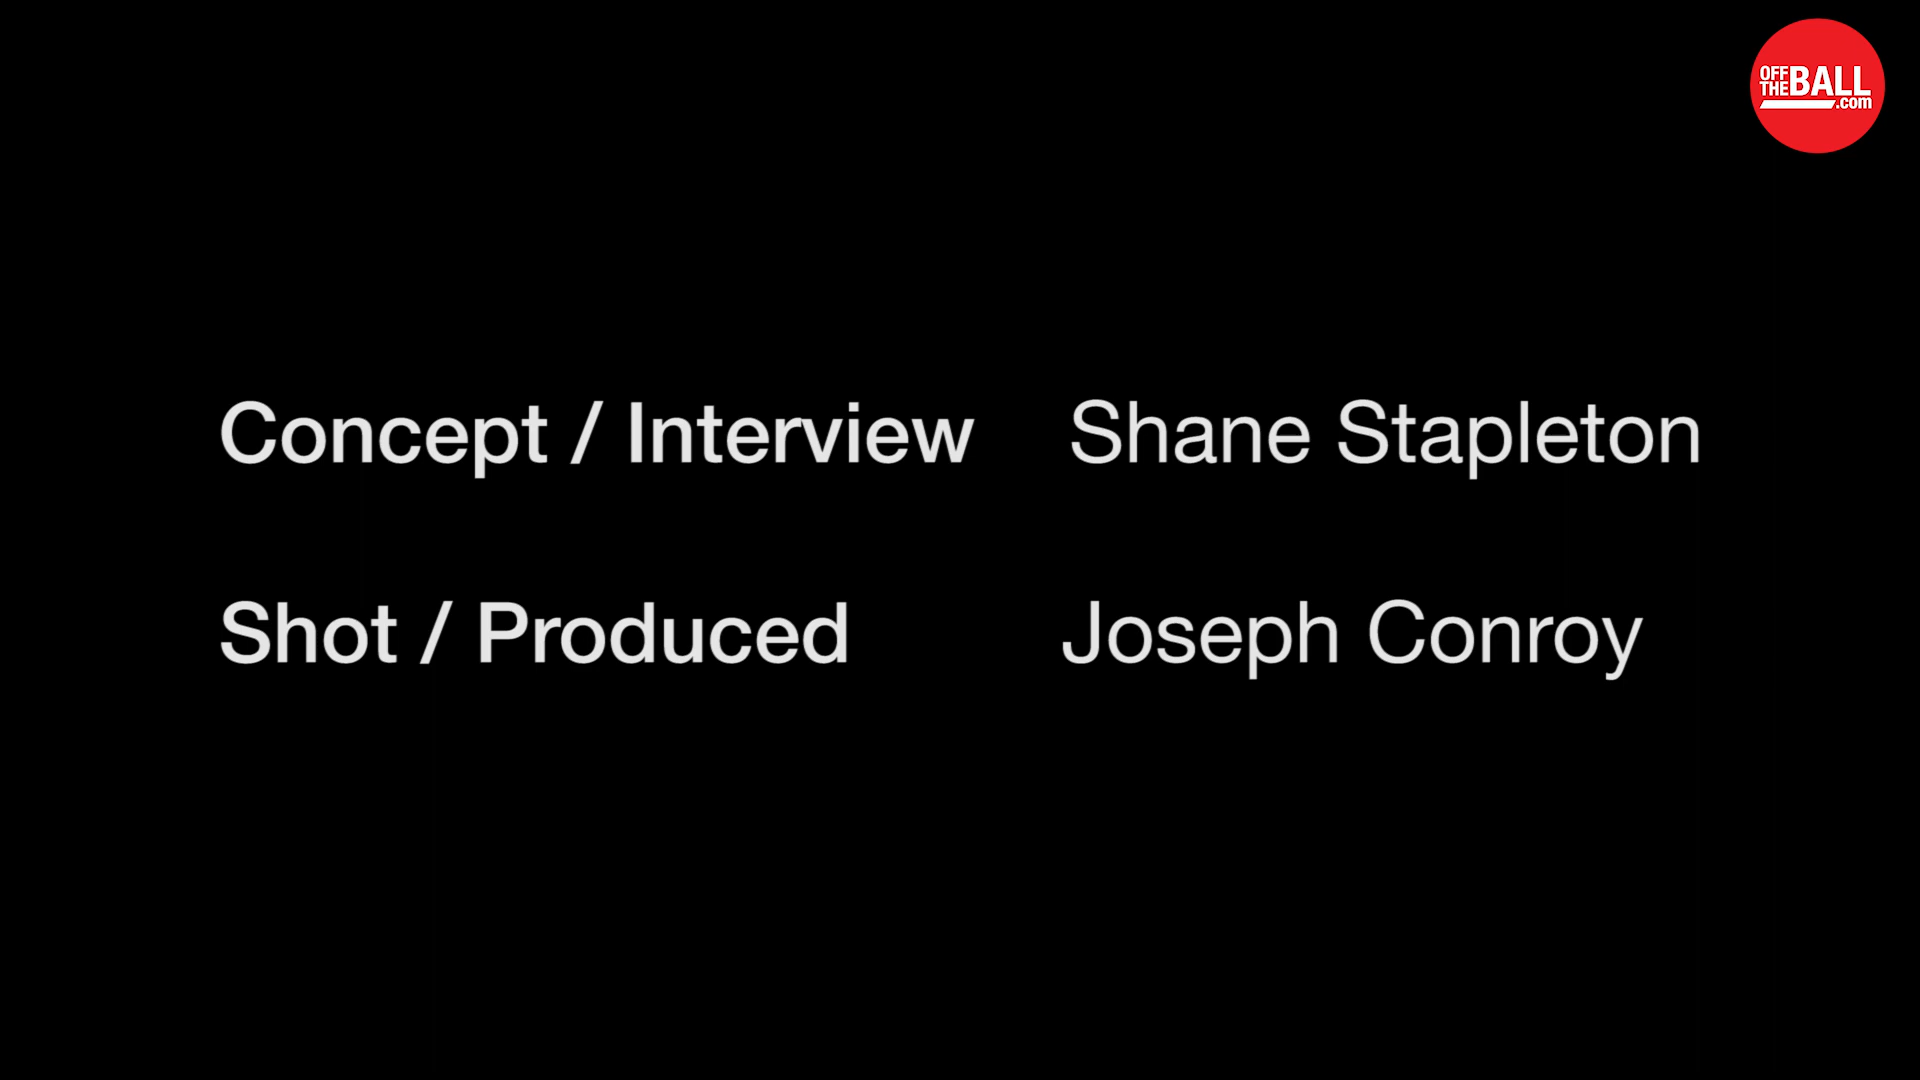 OFF
THE BALL
.com
Concept / Interview Shane Stapleton
Shot / Produced Joseph Conroy